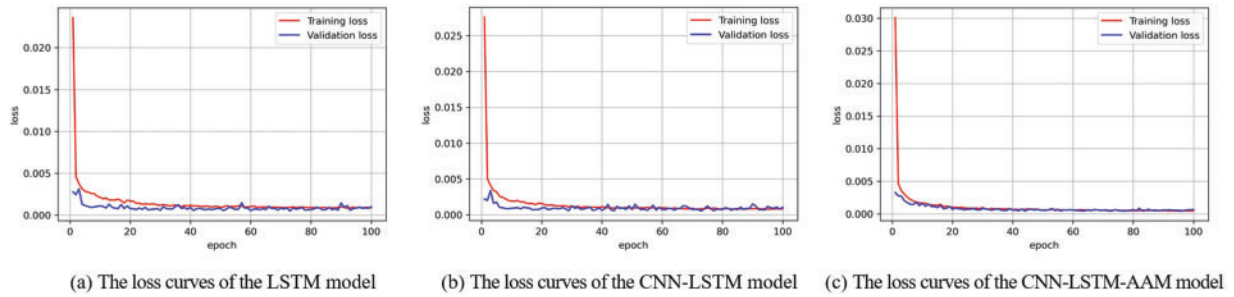 Training loss
Validation loss
0.020
0.015
0.010
0.005
0.000
loss
0 20 40 60 80 100
epoch
(a) The loss curves of the LSTM model
Training loss
Validation loss
0.025
0.020
0.015
0.010
0.005
0.000
loss
0 20 40 60 80 100
epoch
(b) The loss curves of the CNN-LSTM model
Training loss
Validation loss
0.030
0.025
0.020
0.015
0.010
0.005
0.000
loss
0 20 40 60 80 100
epoch
(c) The loss curves of the CNN-LSTM-AAM model